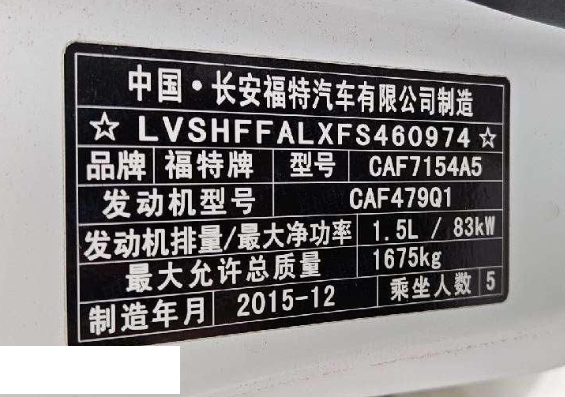 中国·长安福特汽车有限公司制造
☆ LVSHFFALXFS460974 ☆
品牌 福特牌 型号 CAF7154A5
发动机型号 CAF479Q1
发动机排量/最大净功率 1.5L / 83kW
最大允许总质量 1675kg
制造年月 2015-12 乘坐人数 5